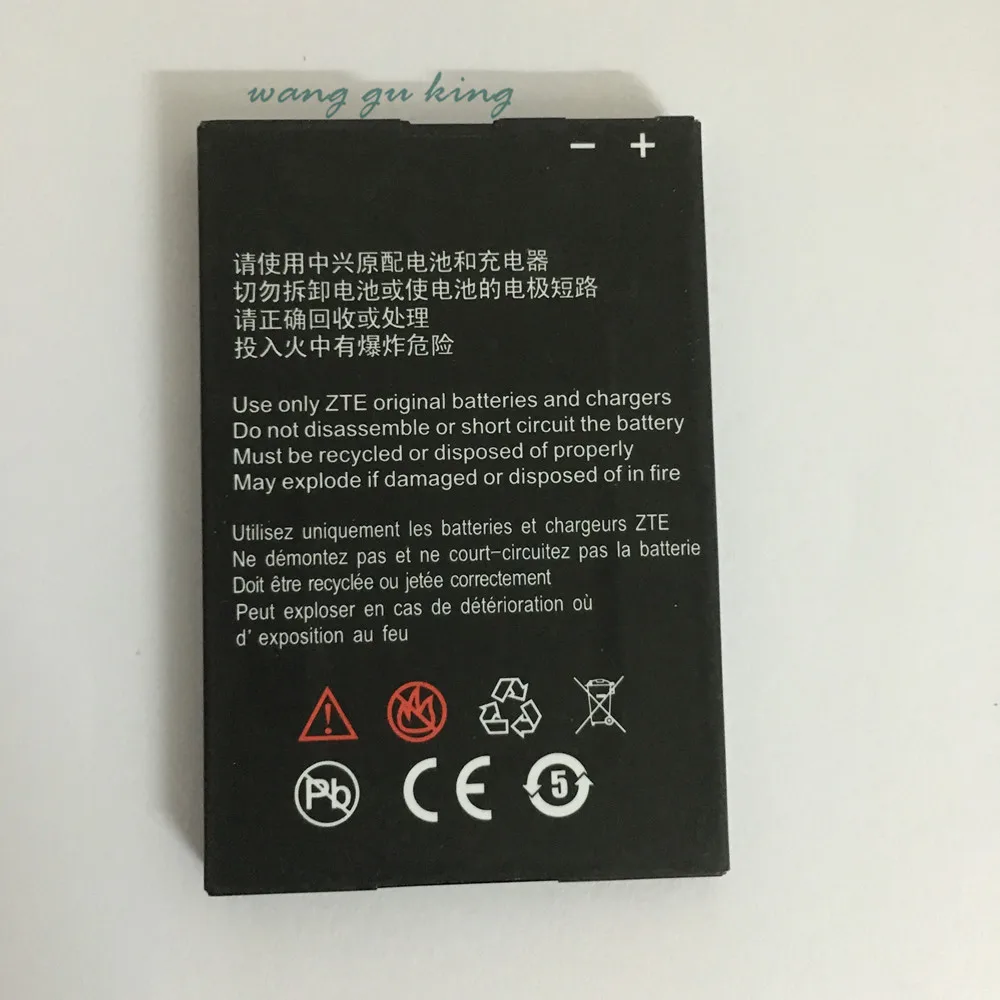 wang gu king
− +
请使用中兴原配电池和充电器
切勿拆卸电池或使电池的电极短路
请正确回收或处理
投入火中有爆炸危险
Use only ZTE original batteries and chargers
Do not disassemble or short circuit the battery
Must be recycled or disposed of properly
May explode if damaged or disposed of in fire
Utilisez uniquement les batteries et chargeurs ZTE
Ne démontez pas et ne court-circuitez pas la batterie
Doit être recyclée ou jetée correctement
Peut exploser en cas de détérioration où
d' exposition au feu
Pb CE 5